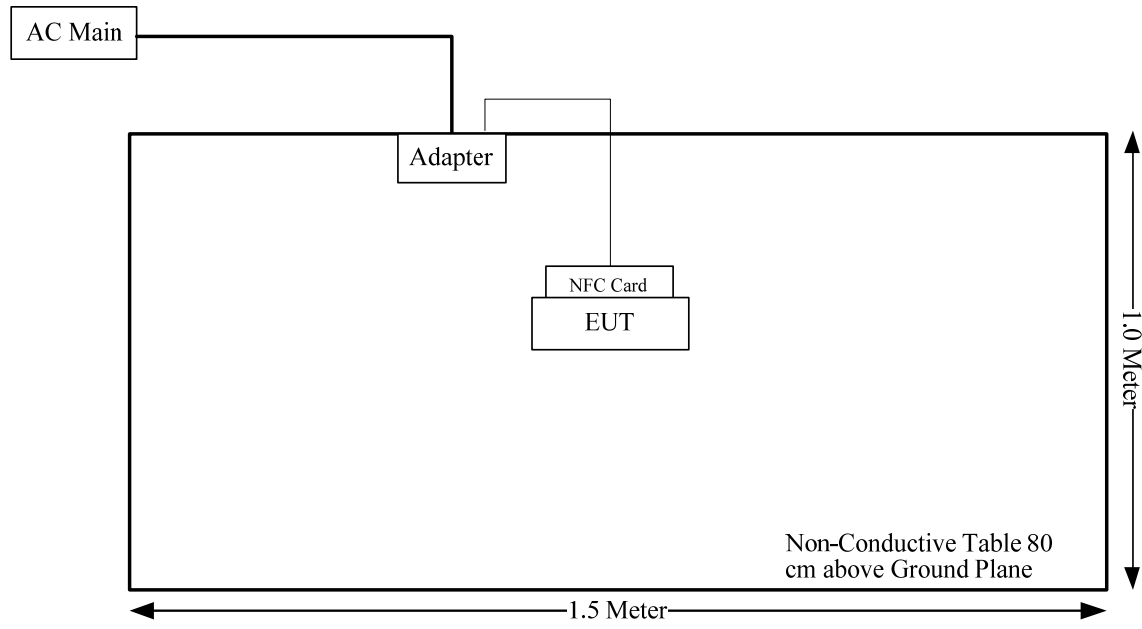 AC Main
Adapter
NFC Card
EUT
1.0 Meter
Non-Conductive Table 80
cm above Ground Plane
1.5 Meter